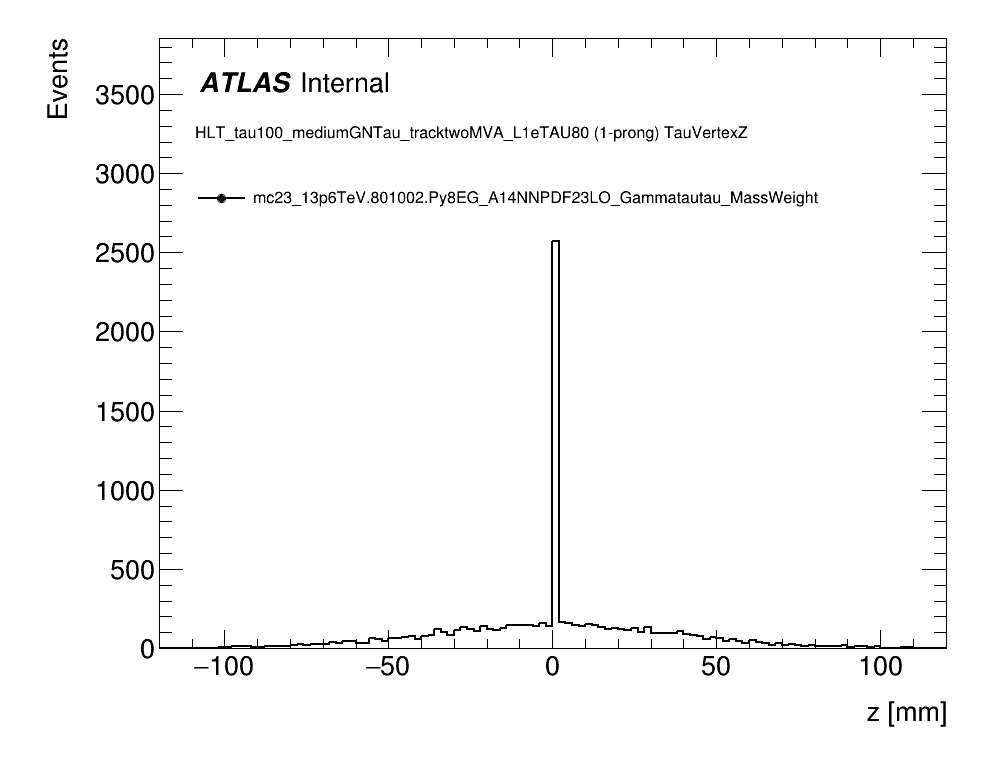 Events
3500
3000
2500
2000
1500
1000
500
0
ATLAS Internal
HLT_tau100_mediumGNTau_tracktwoMVA_L1eTAU80 (1-prong) TauVertexZ
mc23_13p6TeV.801002.Py8EG_A14NNPDF23LO_Gammatautau_MassWeight
−100 −50 0 50 100
z [mm]